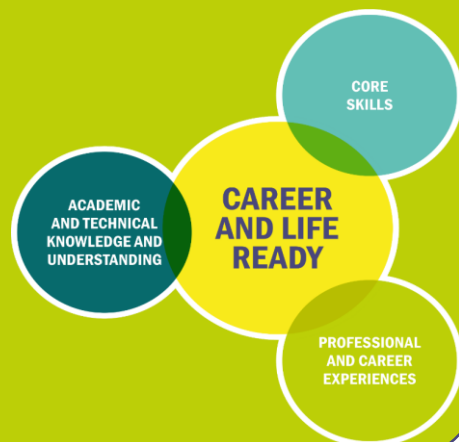 CORE
SKILLS
CAREER
AND LIFE
READY
ACADEMIC
AND TECHNICAL
KNOWLEDGE AND
UNDERSTANDING
PROFESSIONAL
AND CAREER
EXPERIENCES